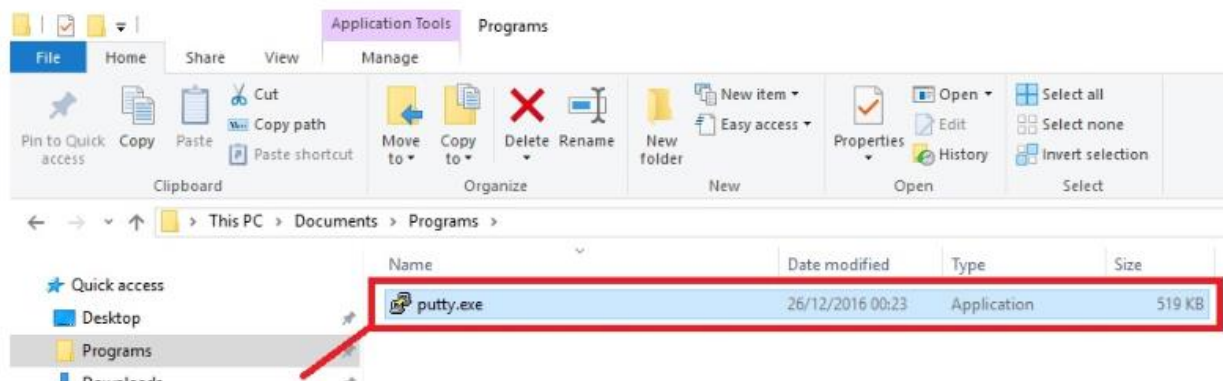 Application Tools Programs
File Home Share View Manage
Pin to Quick access
Copy
Paste
Cut
Copy path
Paste shortcut
Clipboard
Move to
Copy to
Delete
Rename
Organize
New folder
New item
Easy access
New
Properties
Open
Edit
History
Open
Select all
Select none
Invert selection
Select
This PC > Documents > Programs >
Name Date modified Type Size
Quick access
Desktop
Programs
Downloads
putty.exe 26/12/2016 00:23 Application 519 KB